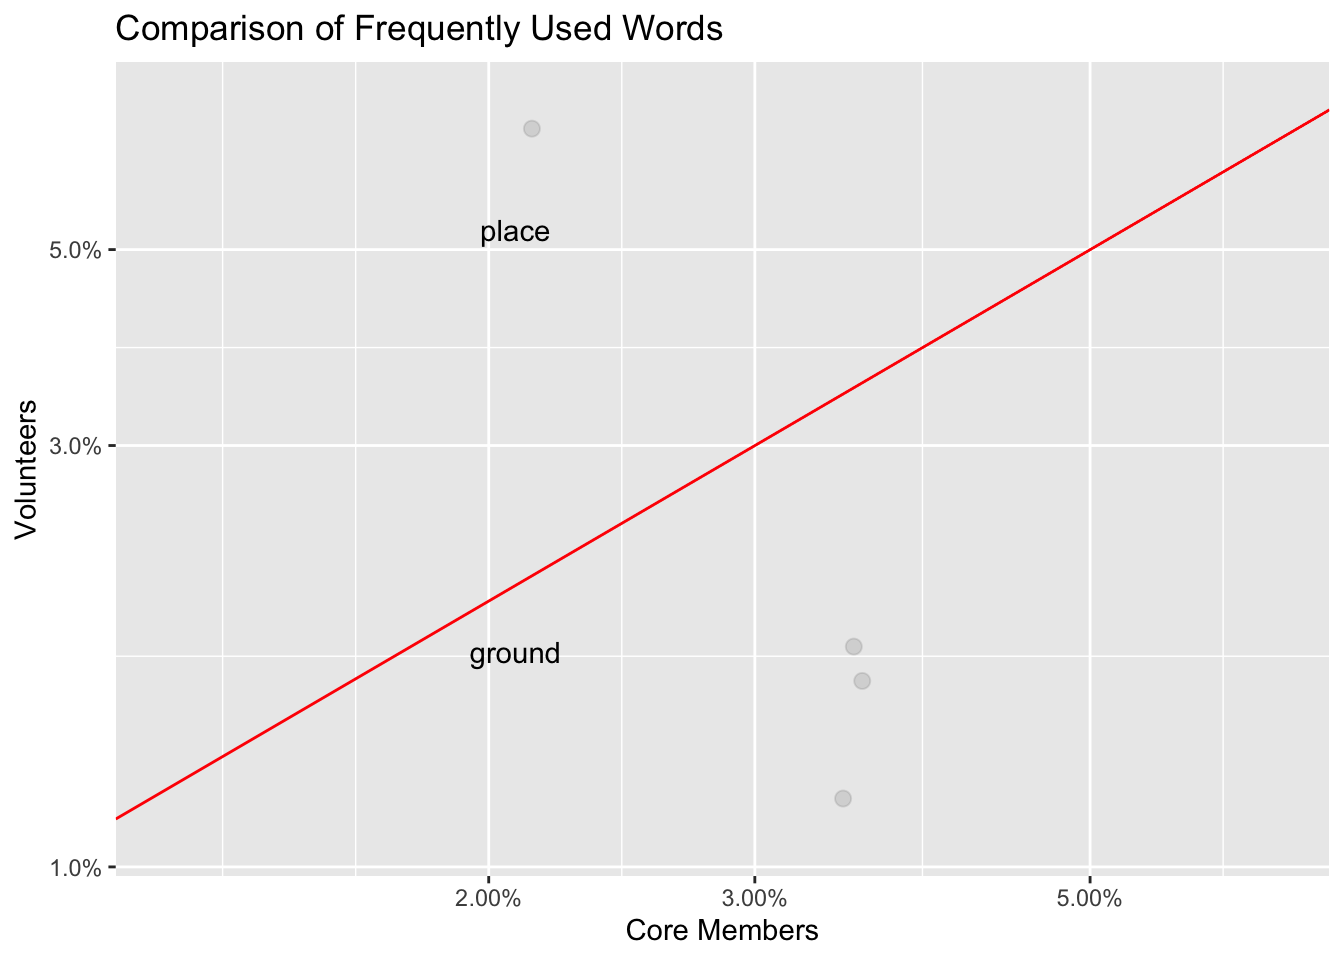 Comparison of Frequently Used Words
place
5.0%
3.0%
Volunteers
ground
1.0%
2.00% 3.00% 5.00%
Core Members